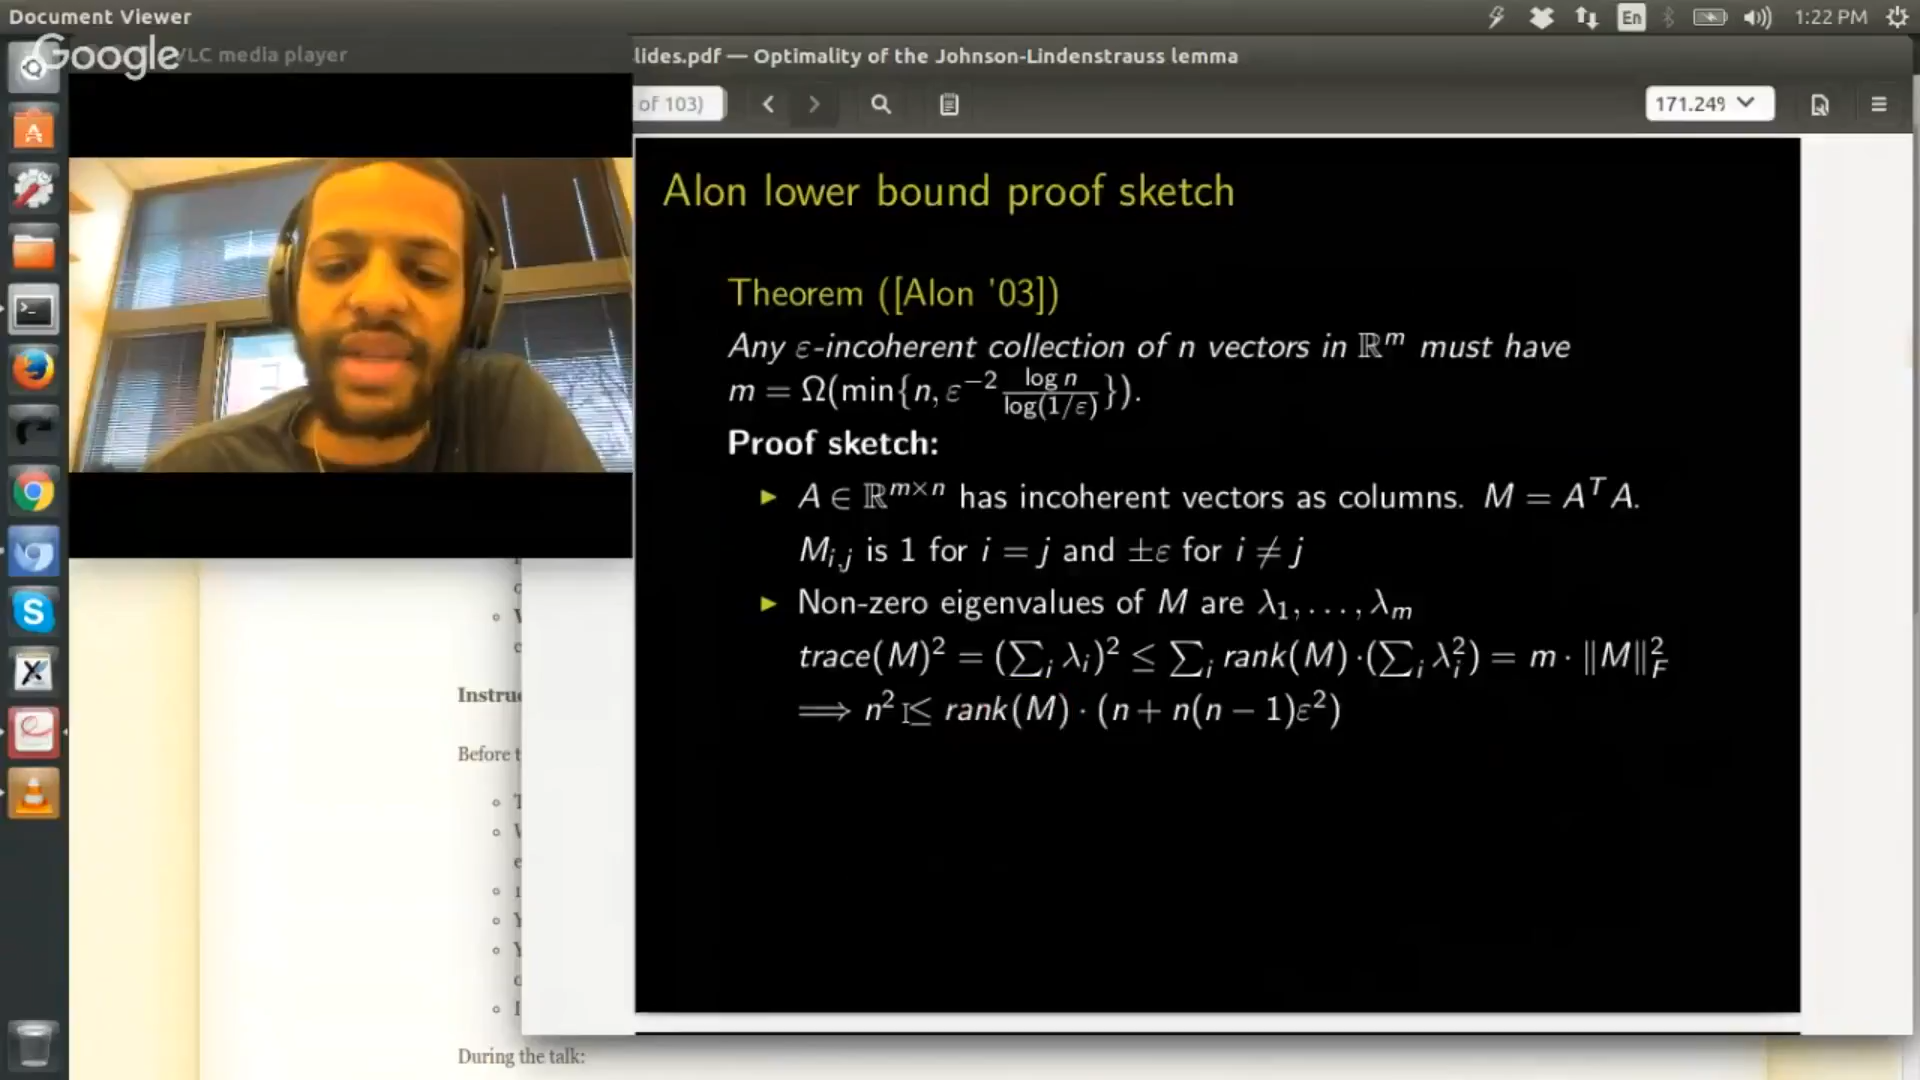 Document Viewer
En
1:22 PM
Google
VLC media player
lides.pdf — Optimality of the Johnson-Lindenstrauss lemma
of 103)
171.24%
Alon lower bound proof sketch
Theorem ([Alon '03])
Any ε-incoherent collection of n vectors in ℝ^m must have
m = Ω(min{n, ε^{-2} \frac{log n}{log(1/ε)}}).
Proof sketch:
► A ∈ ℝ^{m×n} has incoherent vectors as columns. M = A^T A.
M_{i,j} is 1 for i = j and ±ε for i ≠ j
► Non-zero eigenvalues of M are λ_1, . . . , λ_m
trace(M)^2 = (∑_i λ_i)^2 ≤ ∑_i rank(M) · (∑_i λ_i^2) = m · ‖M‖_F^2
⟹ n^2 ≤ rank(M) · (n + n(n − 1)ε^2)
Before t
During the talk: